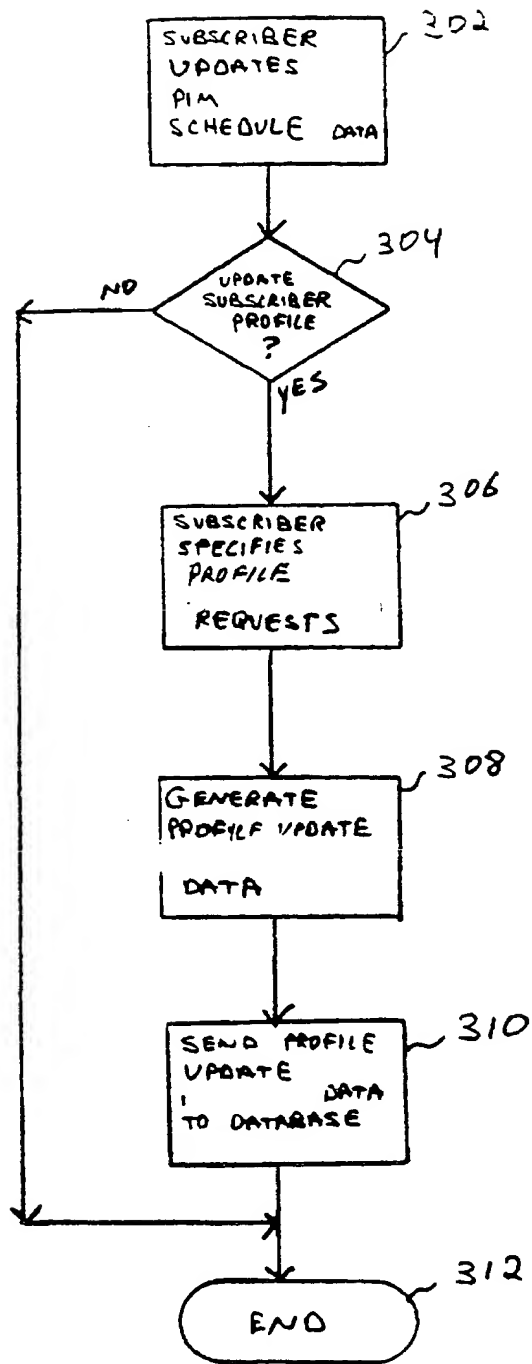 SUBSCRIBER
UPDATES
PIM
SCHEDULE DATA
302
304
UPDATE
SUBSCRIBER
PROFILE
?
NO
YES
306
SUBSCRIBER
SPECIFIES
PROFILE
REQUESTS
308
GENERATE
PROFILE UPDATE
DATA
310
SEND PROFILE
UPDATE
DATA
TO DATABASE
312
END